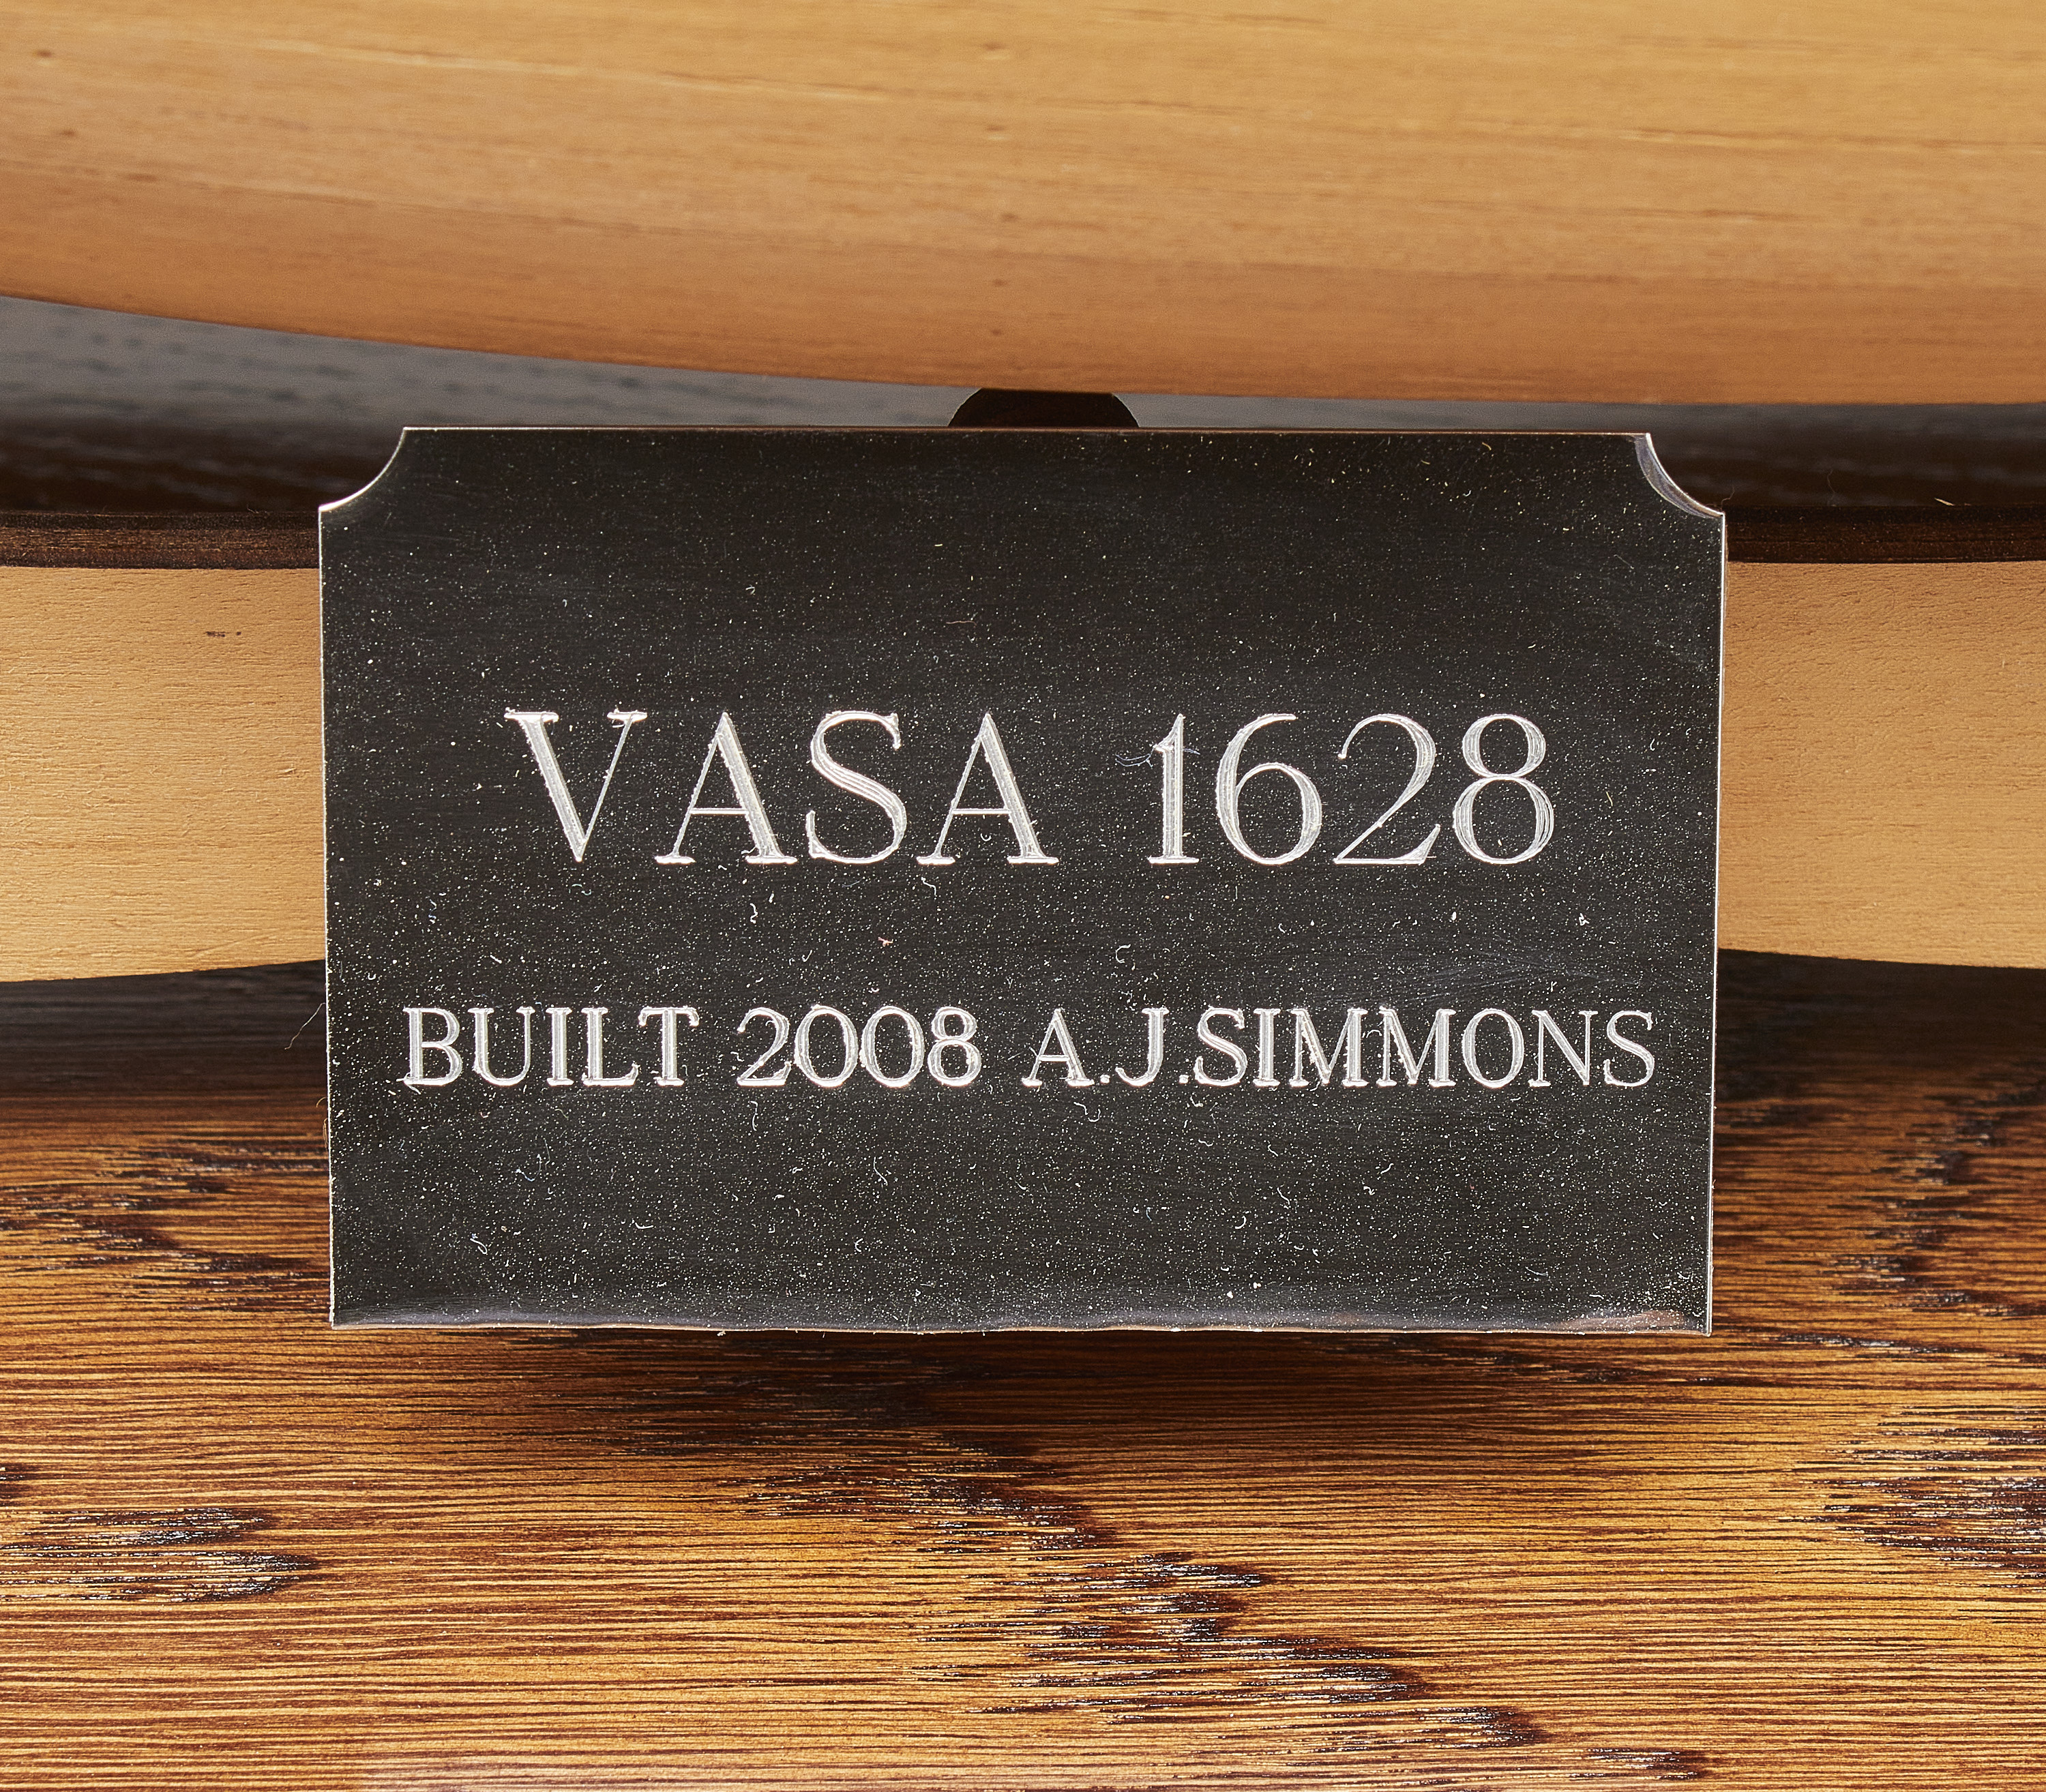 VASA 1628
BUILT 2008 A.J.SIMMONS